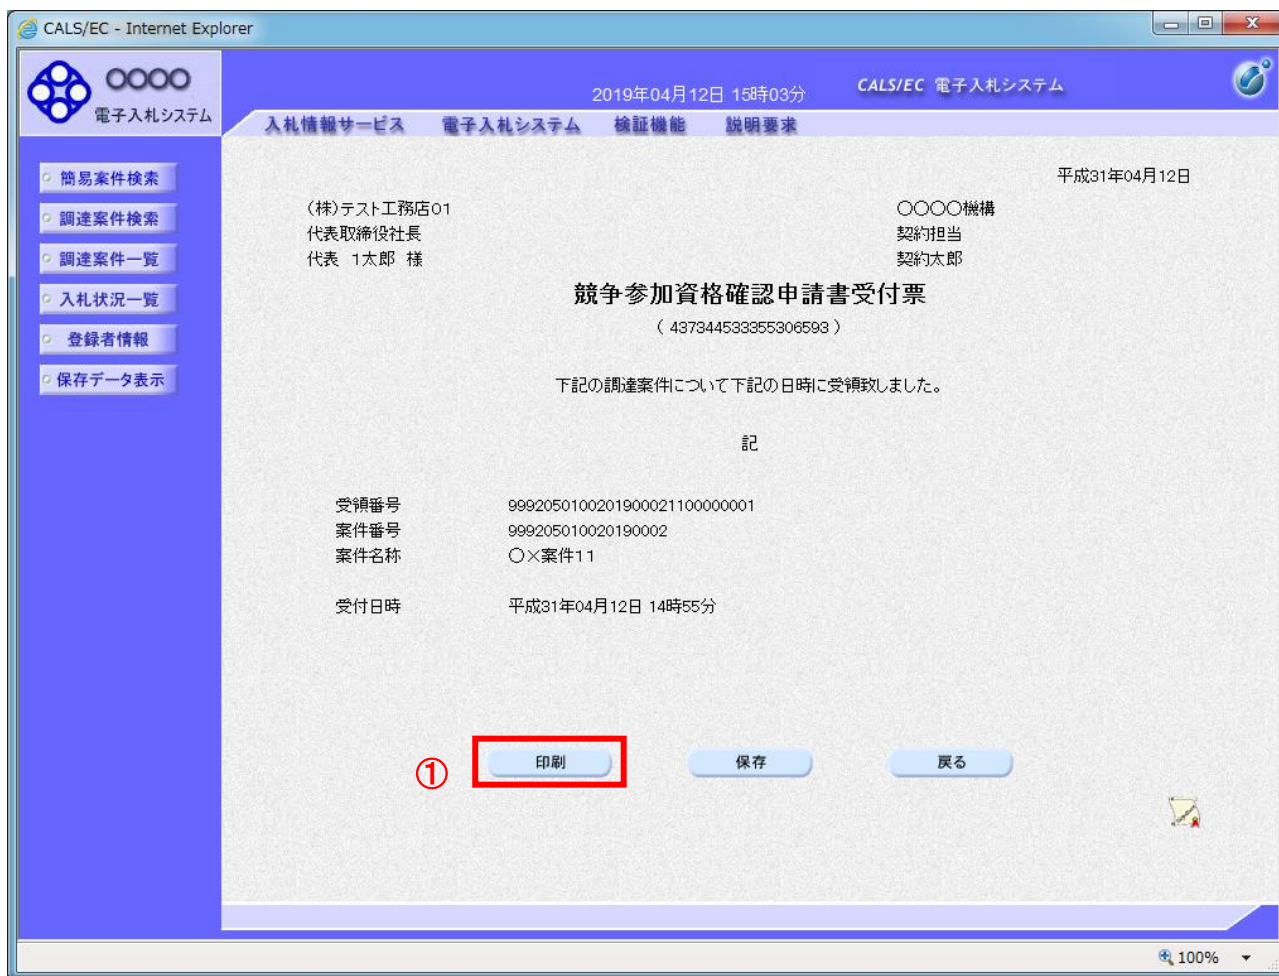 CALS/EC - Internet Explorer
〇〇〇〇
電子入札システム
2019年04月12日 15時03分
CALS/EC 電子入札システム
入札情報サービス 電子入札システム 検証機能 説明要求
簡易案件検索
調達案件検索
調達案件一覧
入札状況一覧
登録者情報
保存データ表示
平成31年04月12日
(株)テスト工務店01
代表取締役社長
代表 1太郎 様
〇〇〇〇機構
契約担当
契約太郎
競争参加資格確認申請書受付票
( 437344533355306593 )
下記の調達案件について下記の日時に受領致しました。
記
受領番号 9992050100201900021100000001
案件番号 999205010020190002
案件名称 〇×案件11
受付日時 平成31年04月12日 14時55分
①
印刷 保存 戻る
100%